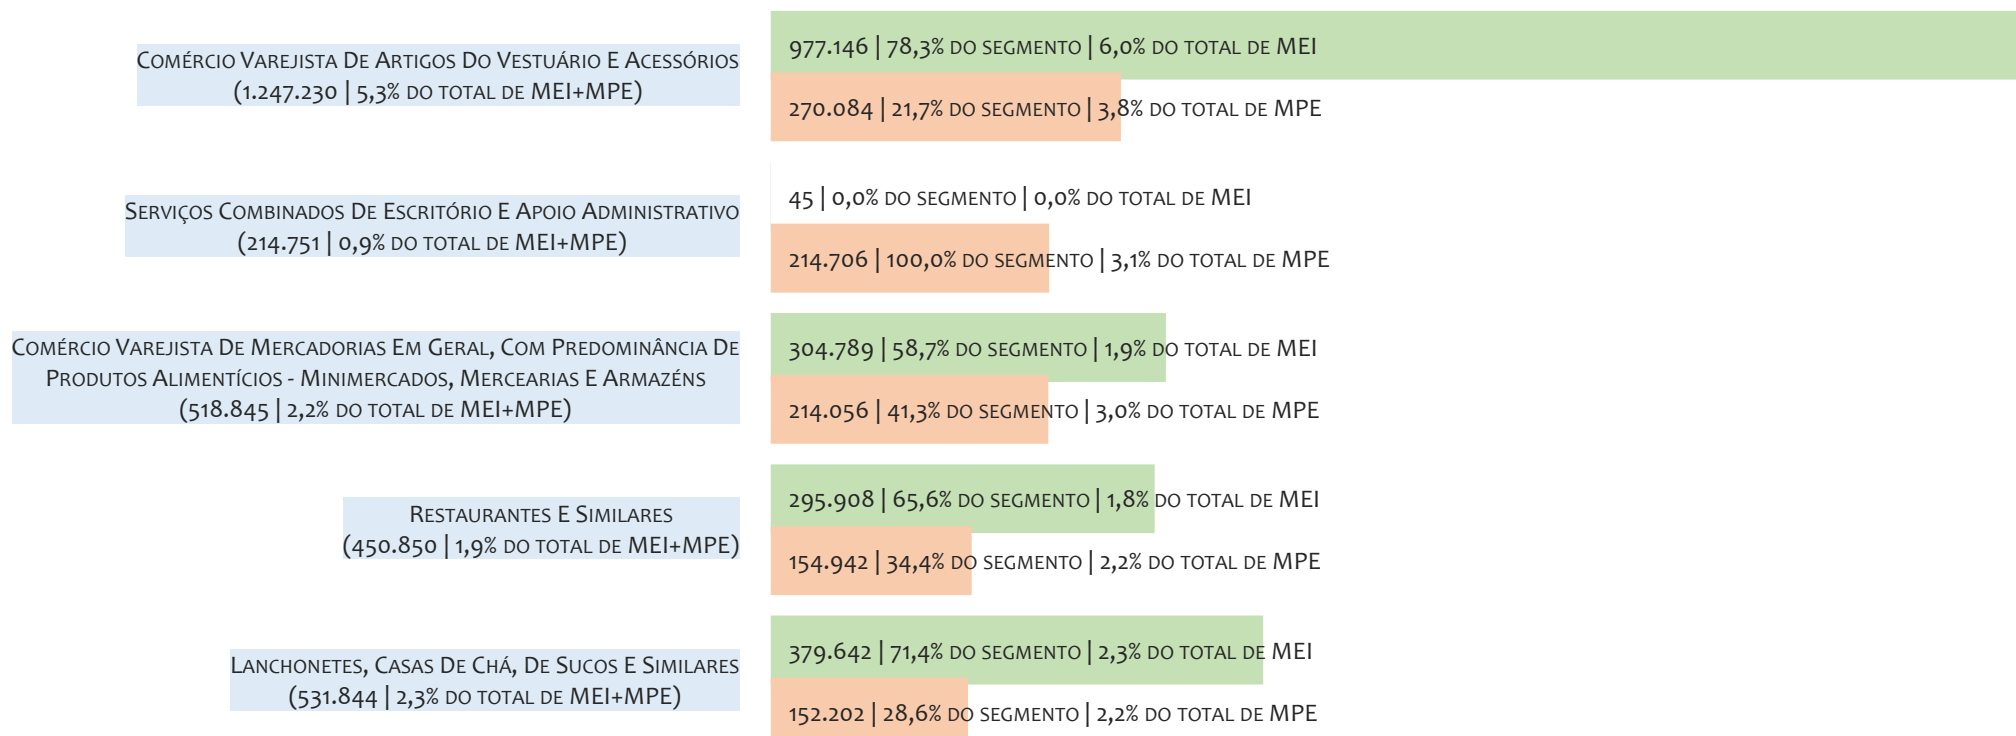 Comércio Varejista De Artigos Do Vestuário E Acessórios
(1.247.230 | 5,3% do total de MEI+MPE)
977.146 | 78,3% do segmento | 6,0% do total de MEI
270.084 | 21,7% do segmento | 3,8% do total de MPE
Serviços Combinados De Escritório E Apoio Administrativo
(214.751 | 0,9% do total de MEI+MPE)
45 | 0,0% do segmento | 0,0% do total de MEI
214.706 | 100,0% do segmento | 3,1% do total de MPE
Comércio Varejista De Mercadorias Em Geral, Com Predominância De
Produtos Alimentícios - Minimercados, Mercearias E Armazéns
(518.845 | 2,2% do total de MEI+MPE)
304.789 | 58,7% do segmento | 1,9% do total de MEI
214.056 | 41,3% do segmento | 3,0% do total de MPE
Restaurantes E Similares
(450.850 | 1,9% do total de MEI+MPE)
295.908 | 65,6% do segmento | 1,8% do total de MEI
154.942 | 34,4% do segmento | 2,2% do total de MPE
Lanchonetes, Casas De Chá, De Sucos E Similares
(531.844 | 2,3% do total de MEI+MPE)
379.642 | 71,4% do segmento | 2,3% do total de MEI
152.202 | 28,6% do segmento | 2,2% do total de MPE